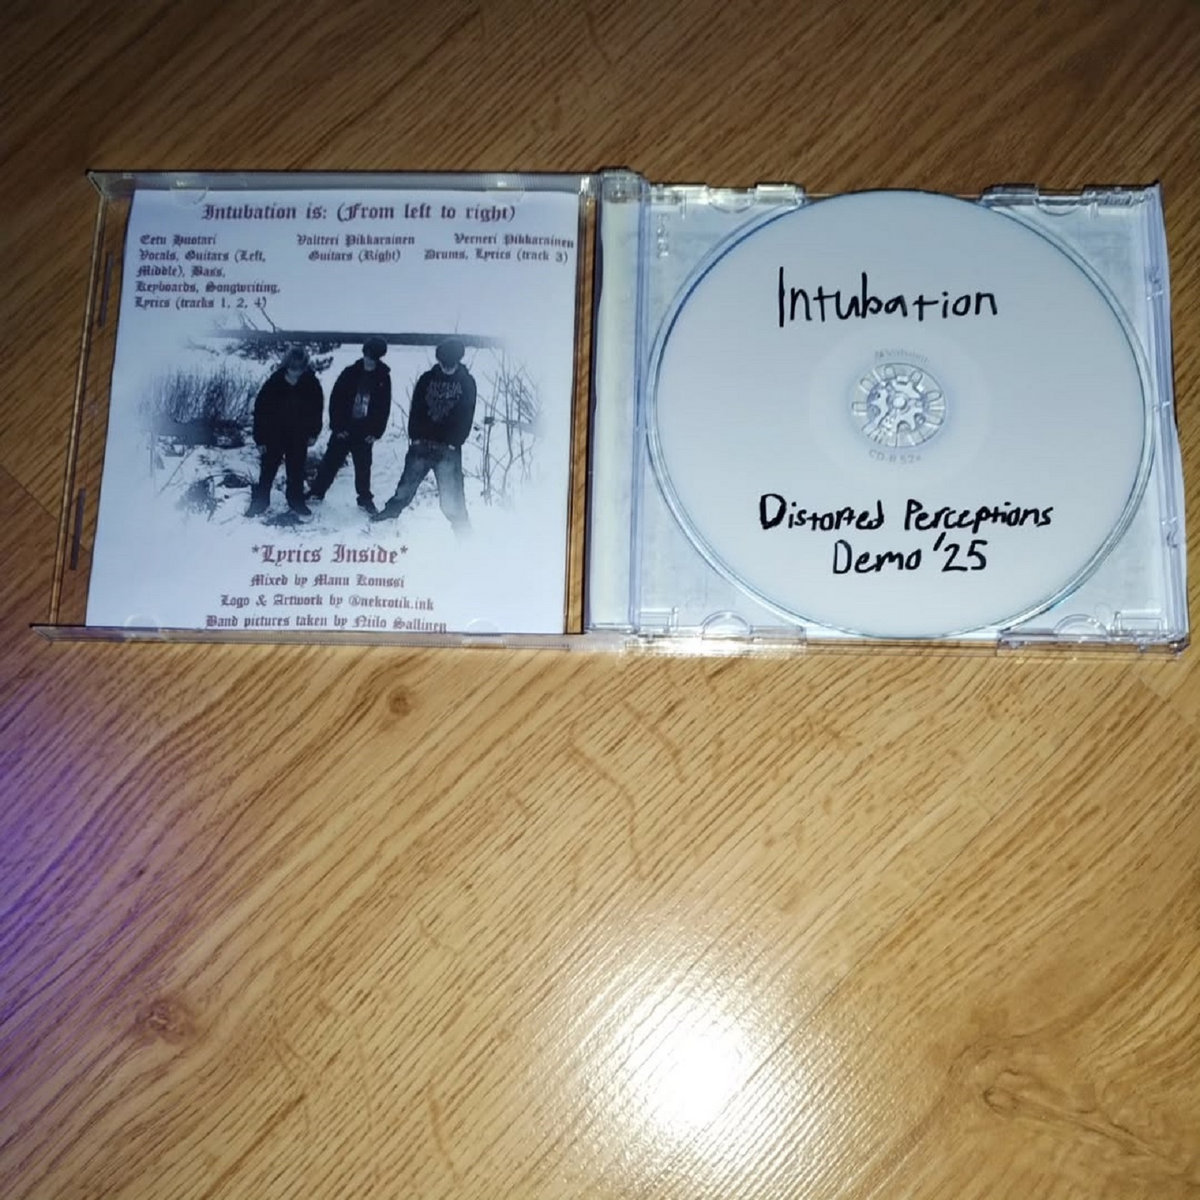 Intubation is: (From left to right)
Eetu Huotari
Vocals, Guitars (Left,
Middle), Bass,
Keyboards, Songwriting,
Lyrics (tracks 1, 2, 4)
Valtteri Pikkarainen
Guitars (Right)
Verneri Pikkarainen
Drums, Lyrics (track 3)
*Lyrics Inside*
Mixed by Manu Komssi
Logo & Artwork by @nekrotik.ink
Band pictures taken by Niilo Sallinen
Intubation
CD-R 52x
Distorted Perceptions
Demo '25